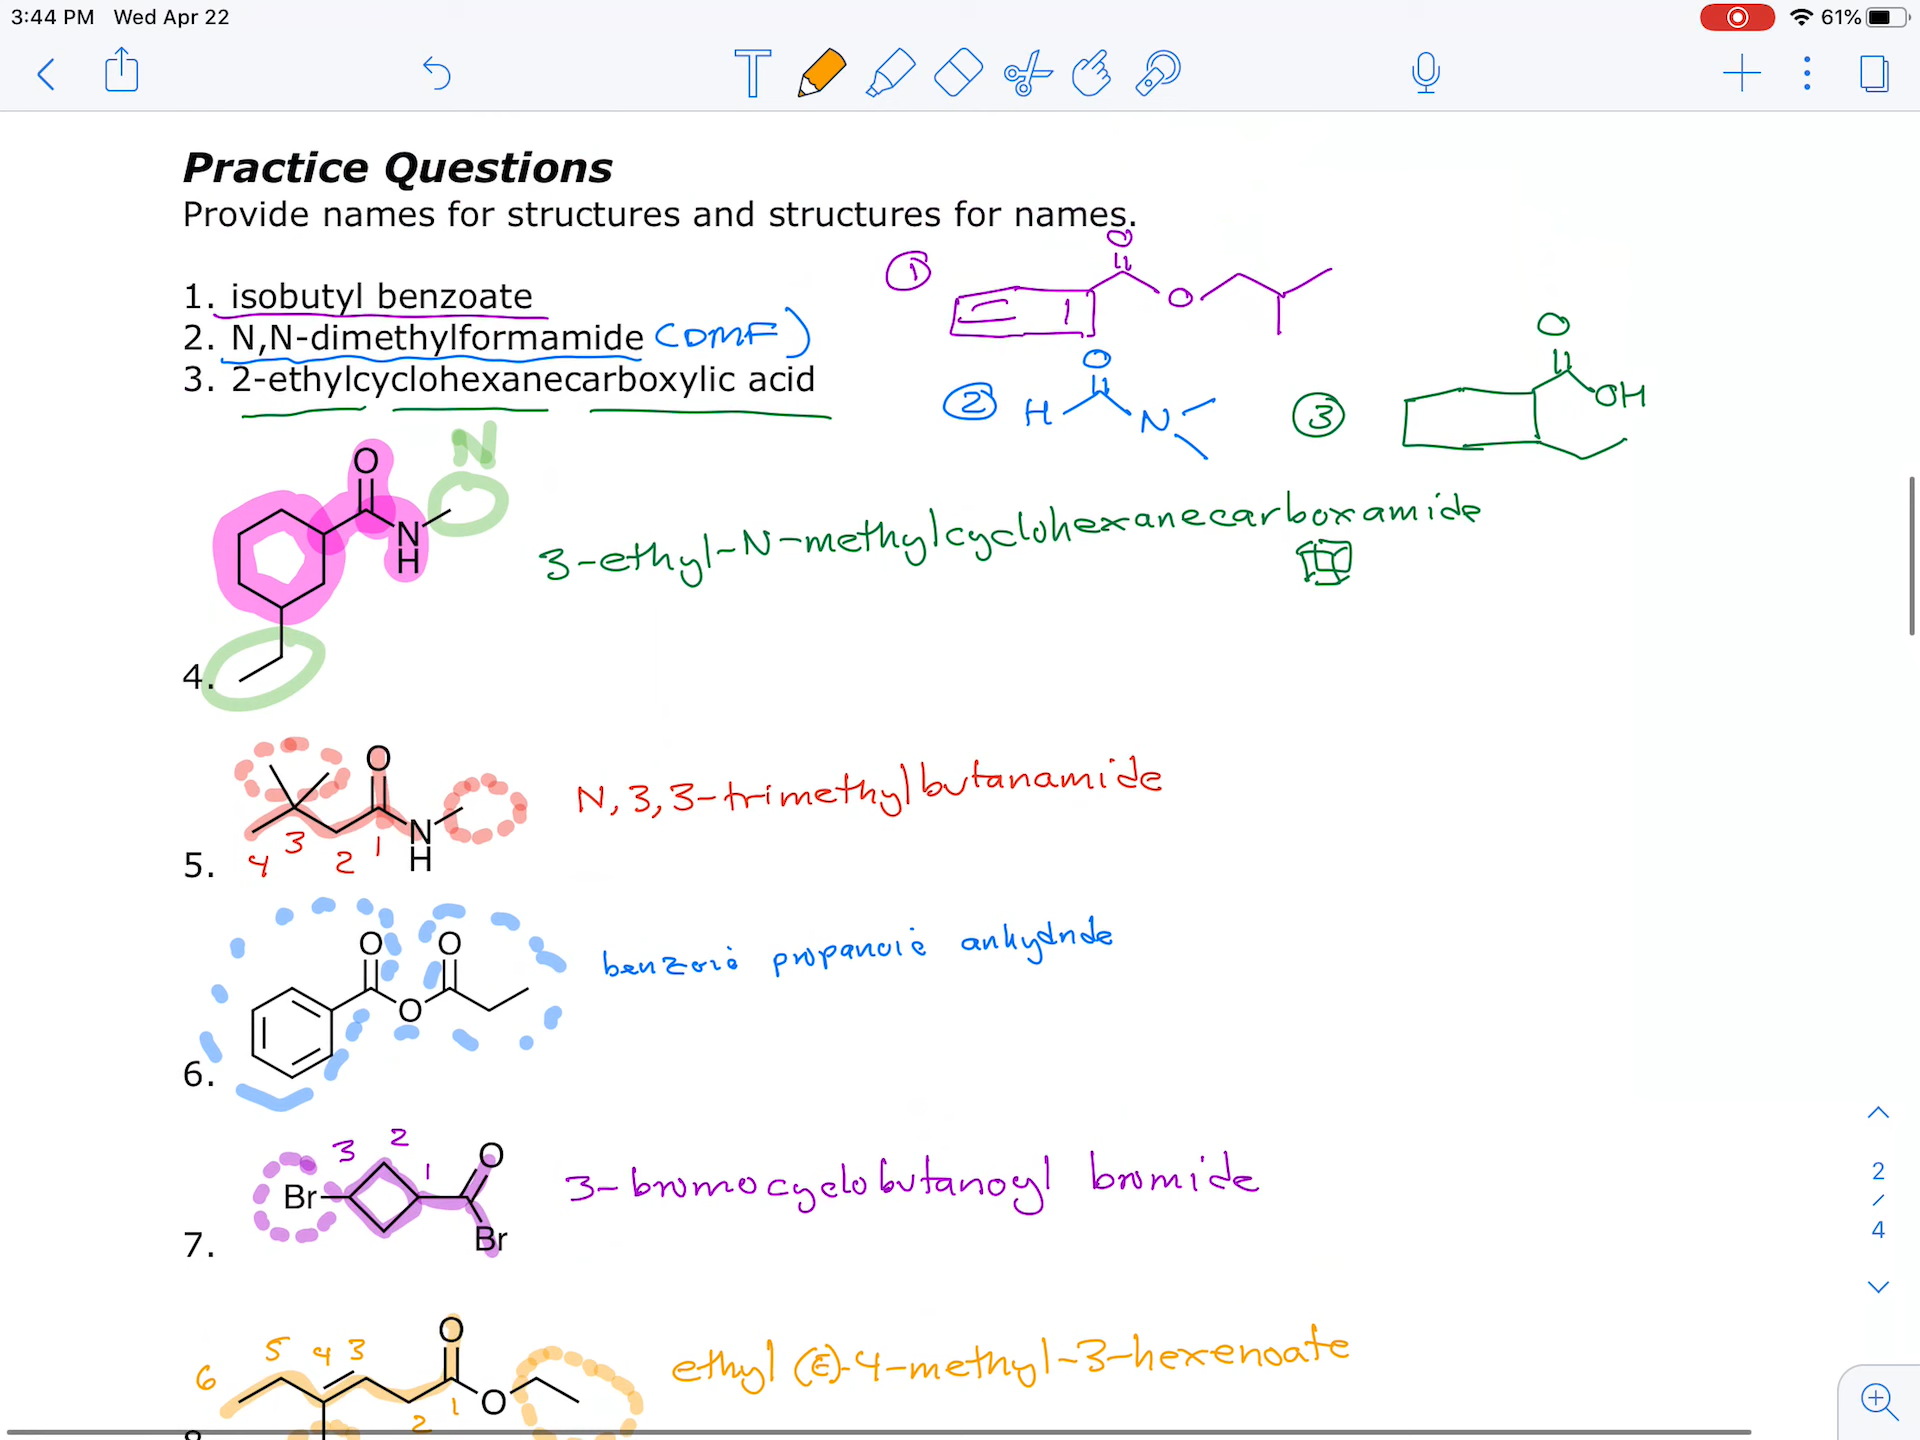 3:44 PM Wed Apr 22 61%
Practice Questions
Provide names for structures and structures for names.
1. isobutyl benzoate
2. N,N-dimethylformamide (DMF)
3. 2-ethylcyclohexanecarboxylic acid
1 O O
2 H O N
3 O OH
4. O N H N
3-ethyl-N-methylcyclohexanecarboxamide
5. O N H 4 3 2 1
N,3,3-trimethylbutanamide
6. O O O
benzoic propanoic anhydride
7. Br 3 2 1 O Br
3-bromocyclobutanoyl bromide
6 5 4 3 2 1 O O
ethyl (E)-4-methyl-3-hexenoate
2 / 4